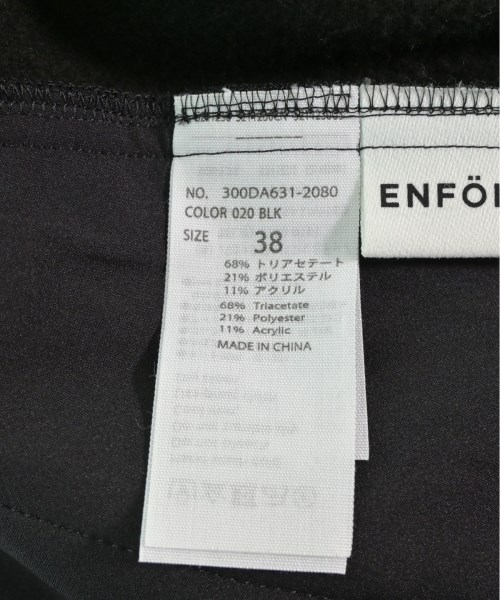 NO. 300DA631-2080
COLOR 020 BLK
SIZE 38
68% トリアセテート
21% ポリエステル
11% アクリル
68% Triacetate
21% Polyester
11% Acrylic
MADE IN CHINA
ENFÖ